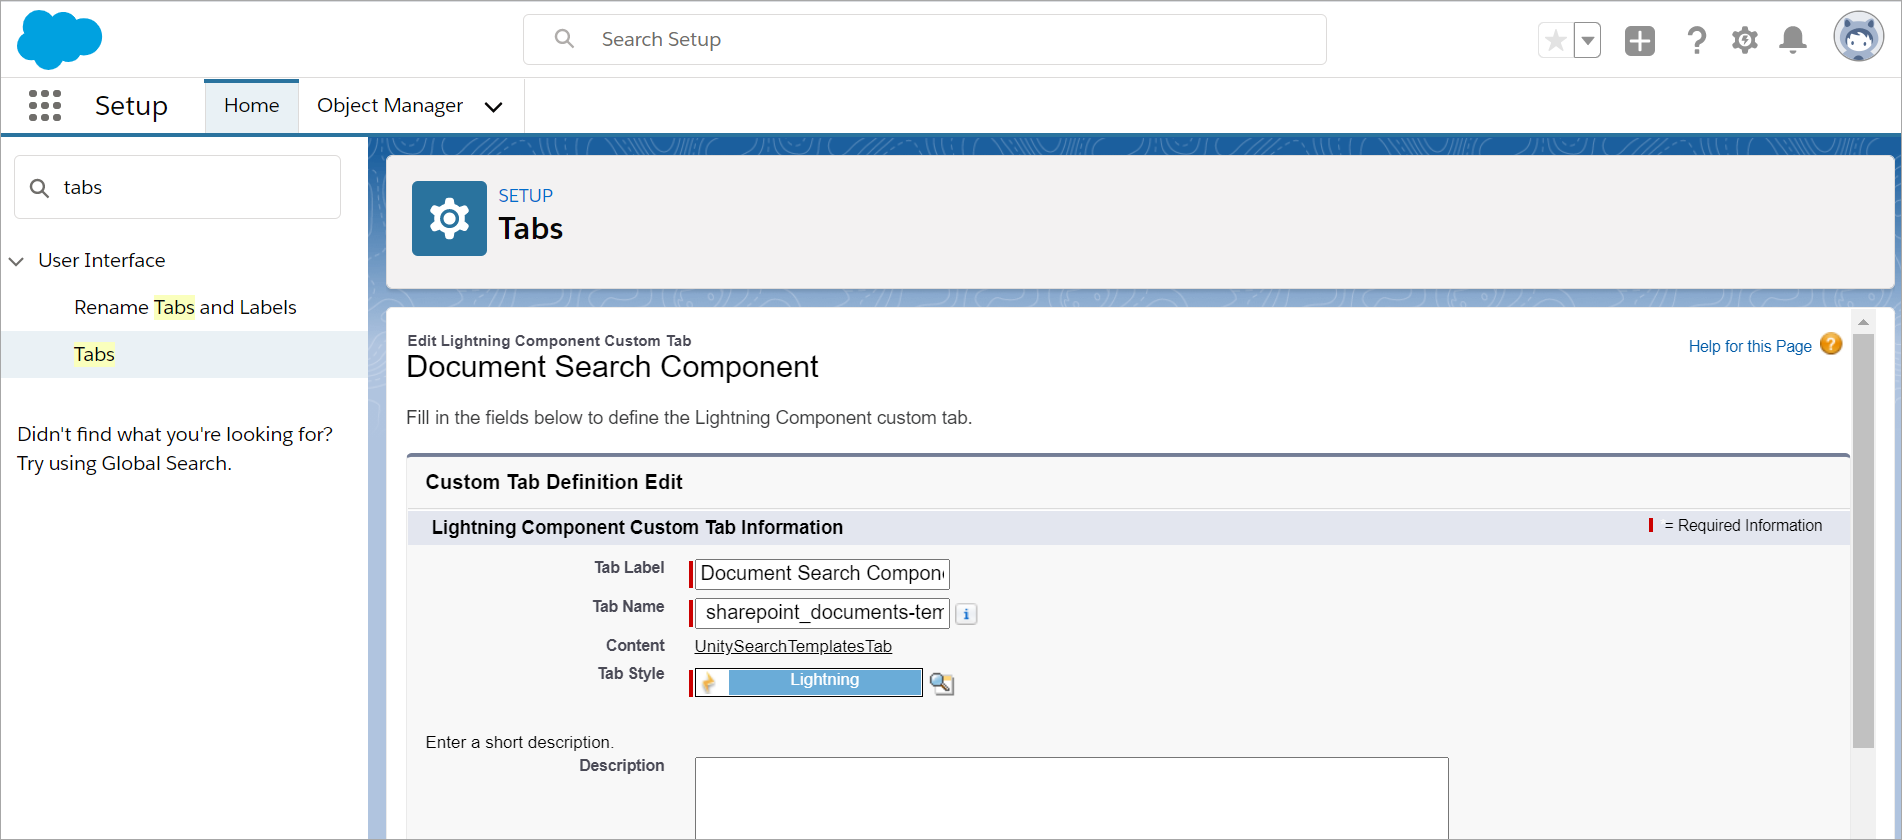 Search Setup
Setup
Home
Object Manager
tabs
User Interface
Rename Tabs and Labels
Tabs
Didn't find what you're looking for?
Try using Global Search.
SETUP
Tabs
Edit Lightning Component Custom Tab
Document Search Component
Help for this Page
Fill in the fields below to define the Lightning Component custom tab.
Custom Tab Definition Edit
Lightning Component Custom Tab Information
= Required Information
Tab Label
Document Search Compon
Tab Name
sharepoint_documents-tem
Content
UnitySearchTemplatesTab
Tab Style
Lightning
Enter a short description.
Description